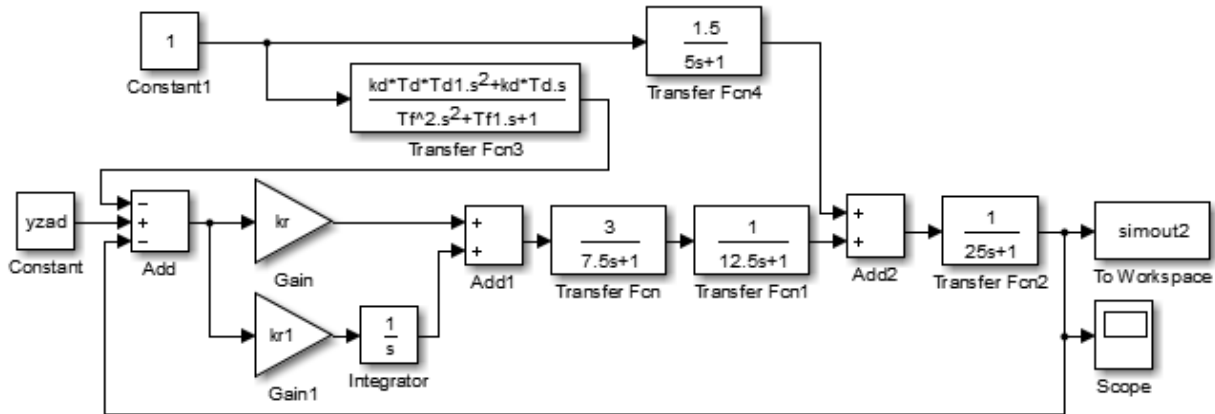 1
Constant1
1.5
5s+1
Transfer Fcn4
kd*Td*Td1.s²+kd*Td.s
Tf^2.s²+Tf1.s+1
Transfer Fcn3
yzad
Constant
−
+
−
Add
kr
Gain
kr1
Gain1
1
s
Integrator
+
+
Add1
3
7.5s+1
Transfer Fcn
1
12.5s+1
Transfer Fcn1
+
+
Add2
1
25s+1
Transfer Fcn2
simout2
To Workspace
Scope